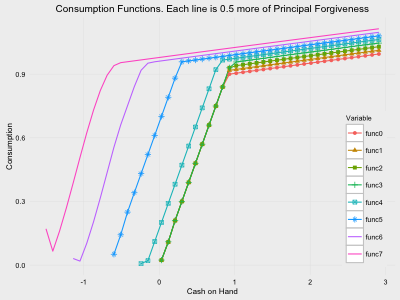 Consumption Functions. Each line is 0.5 more of Principal Forgiveness
0.9
0.6
0.3
0.0
Consumption
-1
0
1
2
3
Cash on Hand
Variable
func0
func1
func2
func3
func4
func5
func6
func7